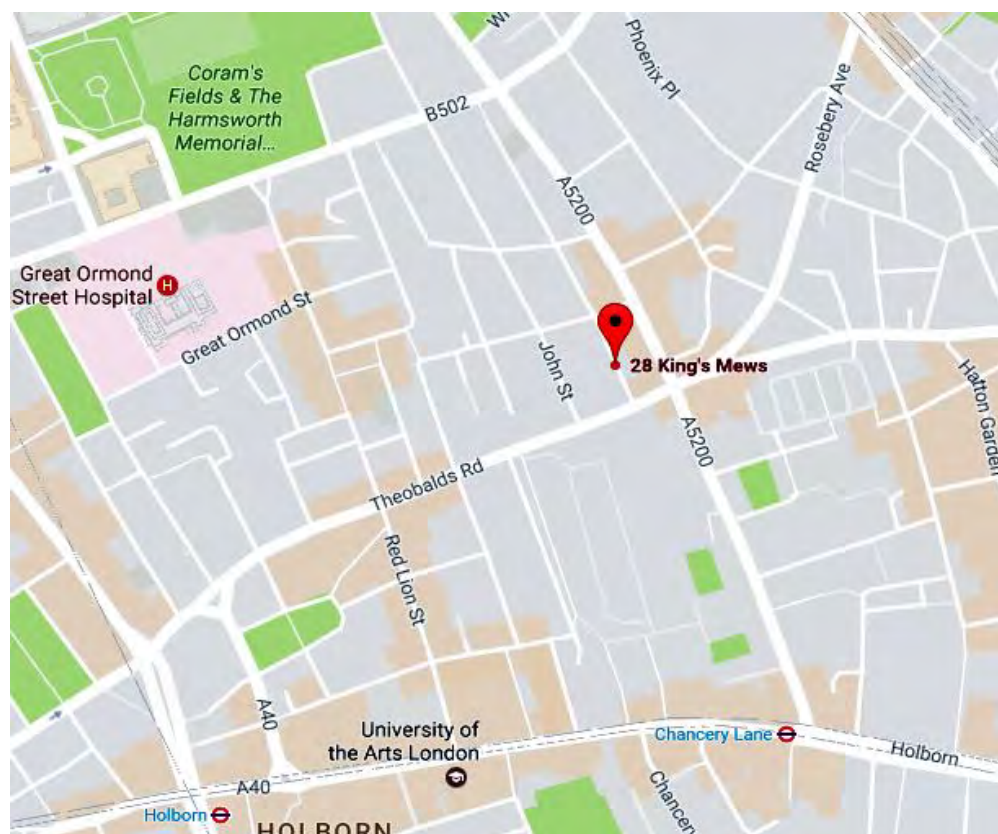 Wr
Phoenix Pl
Coram's
Fields & The
Harmsworth
Memorial...
B502
Rosebery Ave
A5200
Great Ormond
Street Hospital
H
Great Ormond St
John St
28 King's Mews
Hatton Garden
A5200
Theobalds Rd
Red Lion St
A40
University of
the Arts London
Chancery Lane
Holborn
Chancery
A40
Holborn
HOLBORN